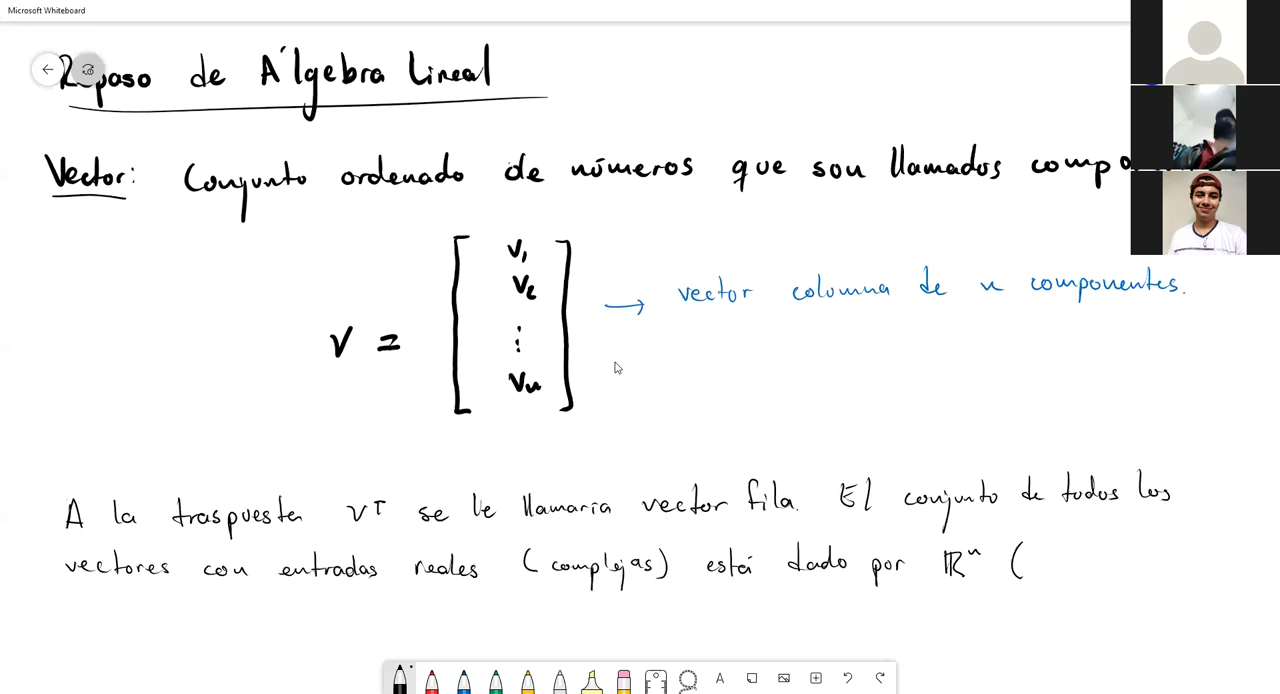 Microsoft Whiteboard
Repaso de Álgebra Lineal
Vector: Conjunto ordenado de números que son llamados
v₁
v₂
⋮
vₙ
v =
→ vector columna de n componentes.
A la traspuesta vᵀ se le llamaría vector fila. El conjunto de todos los
vectores con entradas reales (complejas) está dado por ℝⁿ (
A